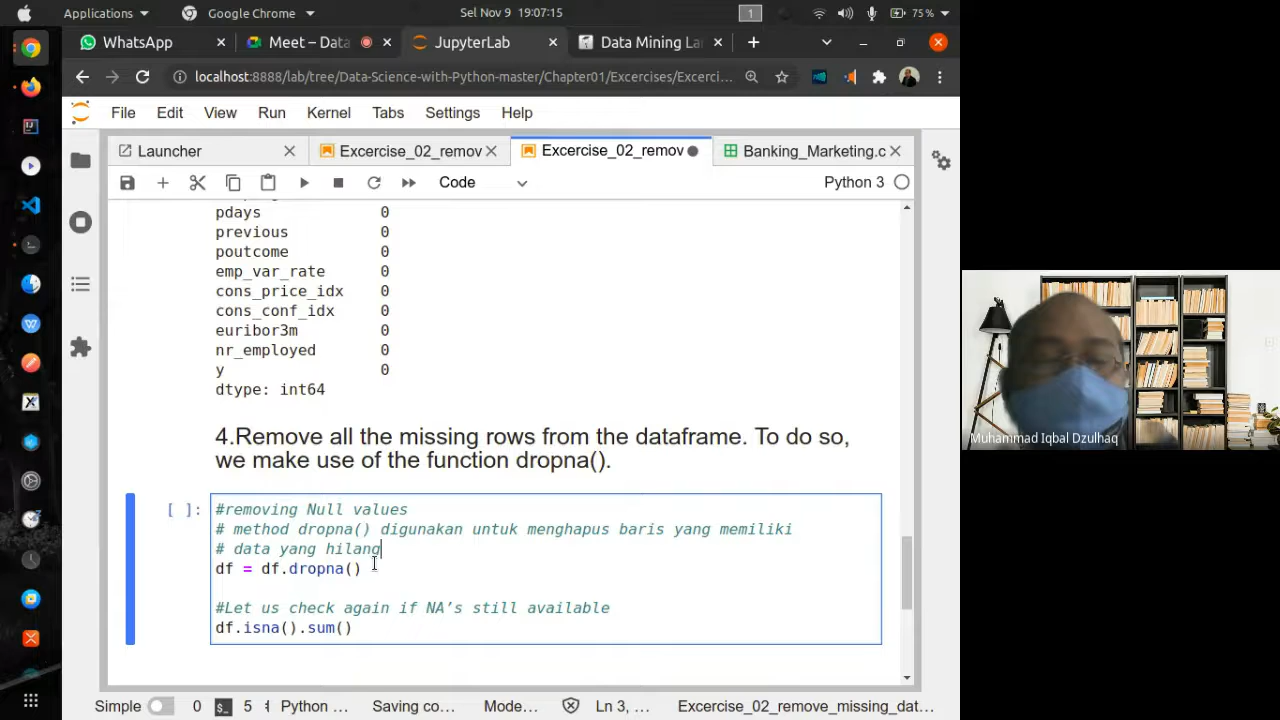 Applications
Google Chrome
Sel Nov 9 19:07:15
1
75 %
WhatsApp
Meet – Da
JupyterLab
Data Mining La
localhost:8888/lab/tree/Data-Science-with-Python-master/Chapter01/Excercises/Excerci...
File Edit View Run Kernel Tabs Settings Help
Launcher
Excercise_02_remov
Excercise_02_remov
Banking_Marketing.c
Code
Python 3
pdays 0
previous 0
poutcome 0
emp_var_rate 0
cons_price_idx 0
cons_conf_idx 0
euribor3m 0
nr_employed 0
y 0
dtype: int64
4.Remove all the missing rows from the dataframe. To do so,
we make use of the function dropna().
[ ]:
#removing Null values
# method dropna() digunakan untuk menghapus baris yang memiliki
# data yang hilang
df = df.dropna()
#Let us check again if NA’s still available
df.isna().sum()
Simple 0 5 Python ... Saving co... Mode... Ln 3, ... Excercise_02_remove_missing_dat...
Muhammad Iqbal Dzulhaq